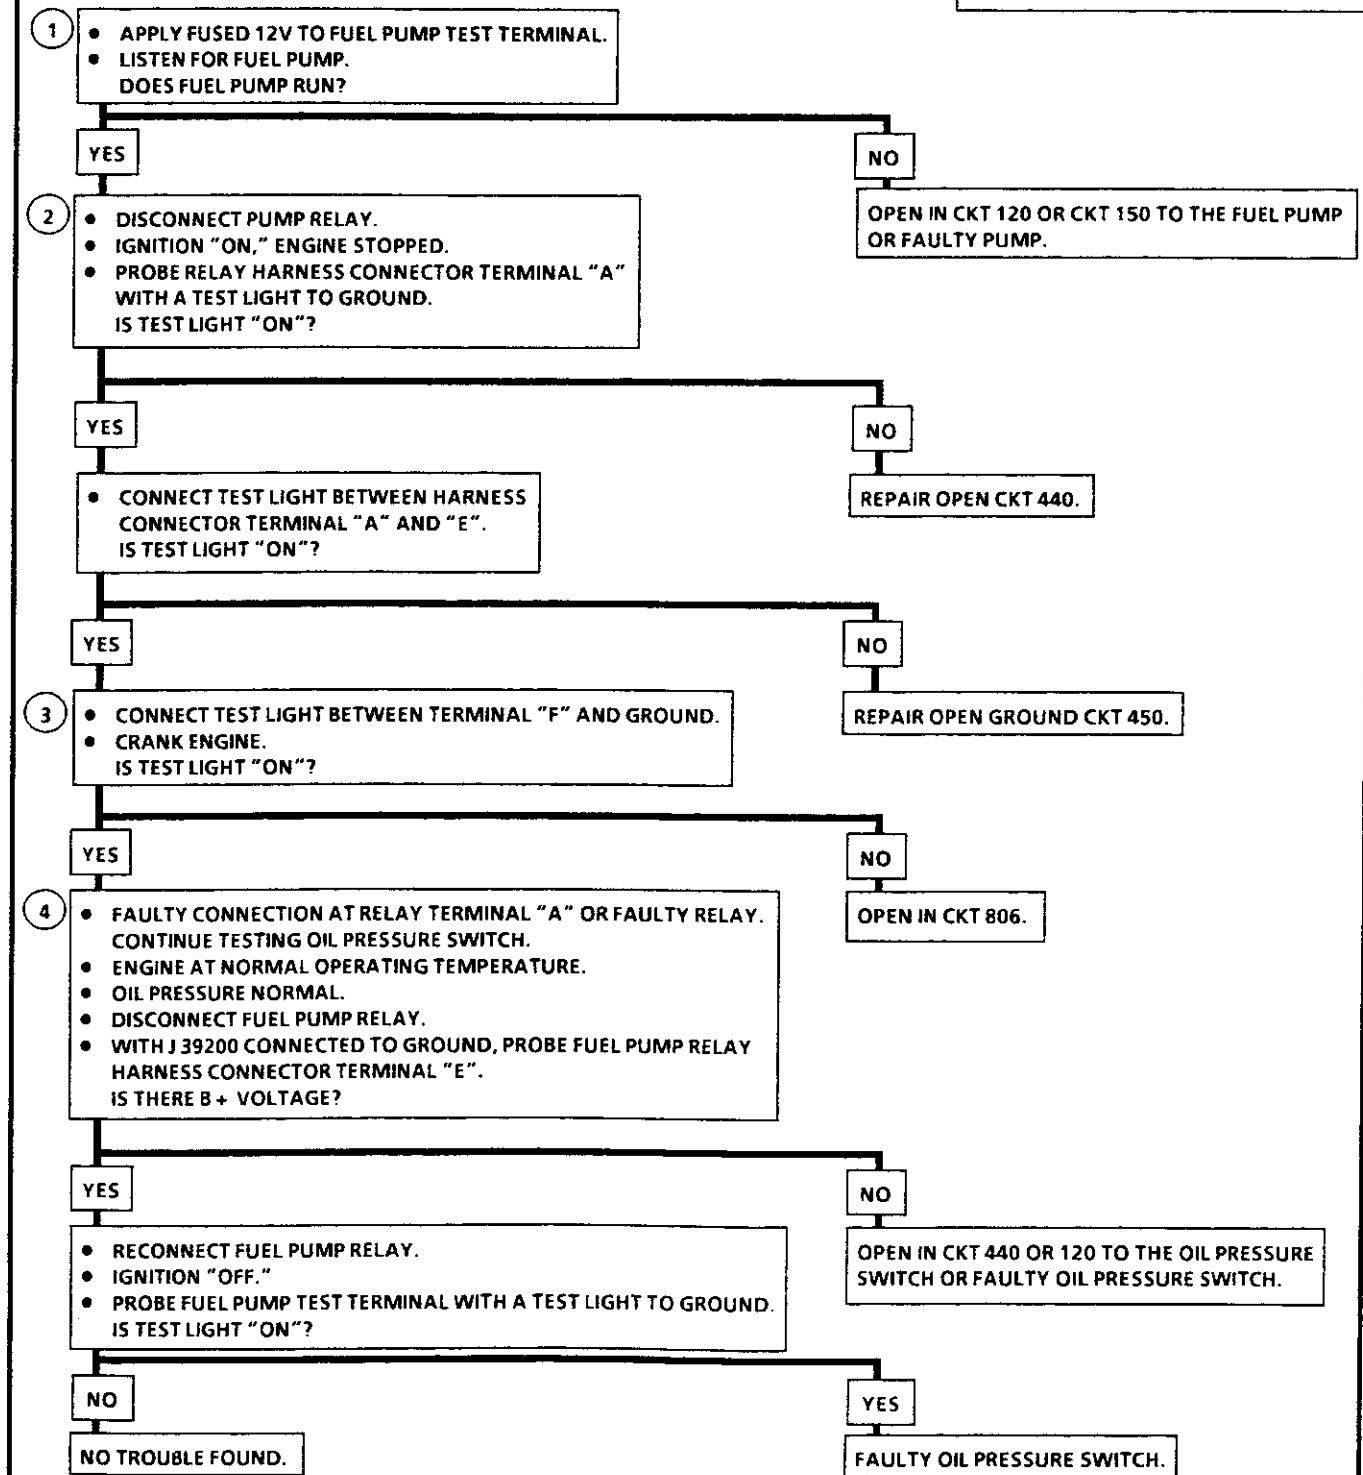 1
• APPLY FUSED 12V TO FUEL PUMP TEST TERMINAL.
• LISTEN FOR FUEL PUMP.
DOES FUEL PUMP RUN?
YES
NO
OPEN IN CKT 120 OR CKT 150 TO THE FUEL PUMP
OR FAULTY PUMP.
2
• DISCONNECT PUMP RELAY.
• IGNITION "ON," ENGINE STOPPED.
• PROBE RELAY HARNESS CONNECTOR TERMINAL "A"
WITH A TEST LIGHT TO GROUND.
IS TEST LIGHT "ON"?
YES
NO
REPAIR OPEN CKT 440.
• CONNECT TEST LIGHT BETWEEN HARNESS
CONNECTOR TERMINAL "A" AND "E".
IS TEST LIGHT "ON"?
YES
NO
REPAIR OPEN GROUND CKT 450.
3
• CONNECT TEST LIGHT BETWEEN TERMINAL "F" AND GROUND.
• CRANK ENGINE.
IS TEST LIGHT "ON"?
YES
NO
OPEN IN CKT 806.
4
• FAULTY CONNECTION AT RELAY TERMINAL "A" OR FAULTY RELAY.
CONTINUE TESTING OIL PRESSURE SWITCH.
• ENGINE AT NORMAL OPERATING TEMPERATURE.
• OIL PRESSURE NORMAL.
• DISCONNECT FUEL PUMP RELAY.
• WITH J 39200 CONNECTED TO GROUND, PROBE FUEL PUMP RELAY
HARNESS CONNECTOR TERMINAL "E".
IS THERE B + VOLTAGE?
YES
NO
OPEN IN CKT 440 OR 120 TO THE OIL PRESSURE
SWITCH OR FAULTY OIL PRESSURE SWITCH.
• RECONNECT FUEL PUMP RELAY.
• IGNITION "OFF."
• PROBE FUEL PUMP TEST TERMINAL WITH A TEST LIGHT TO GROUND.
IS TEST LIGHT "ON"?
NO
YES
NO TROUBLE FOUND.
FAULTY OIL PRESSURE SWITCH.